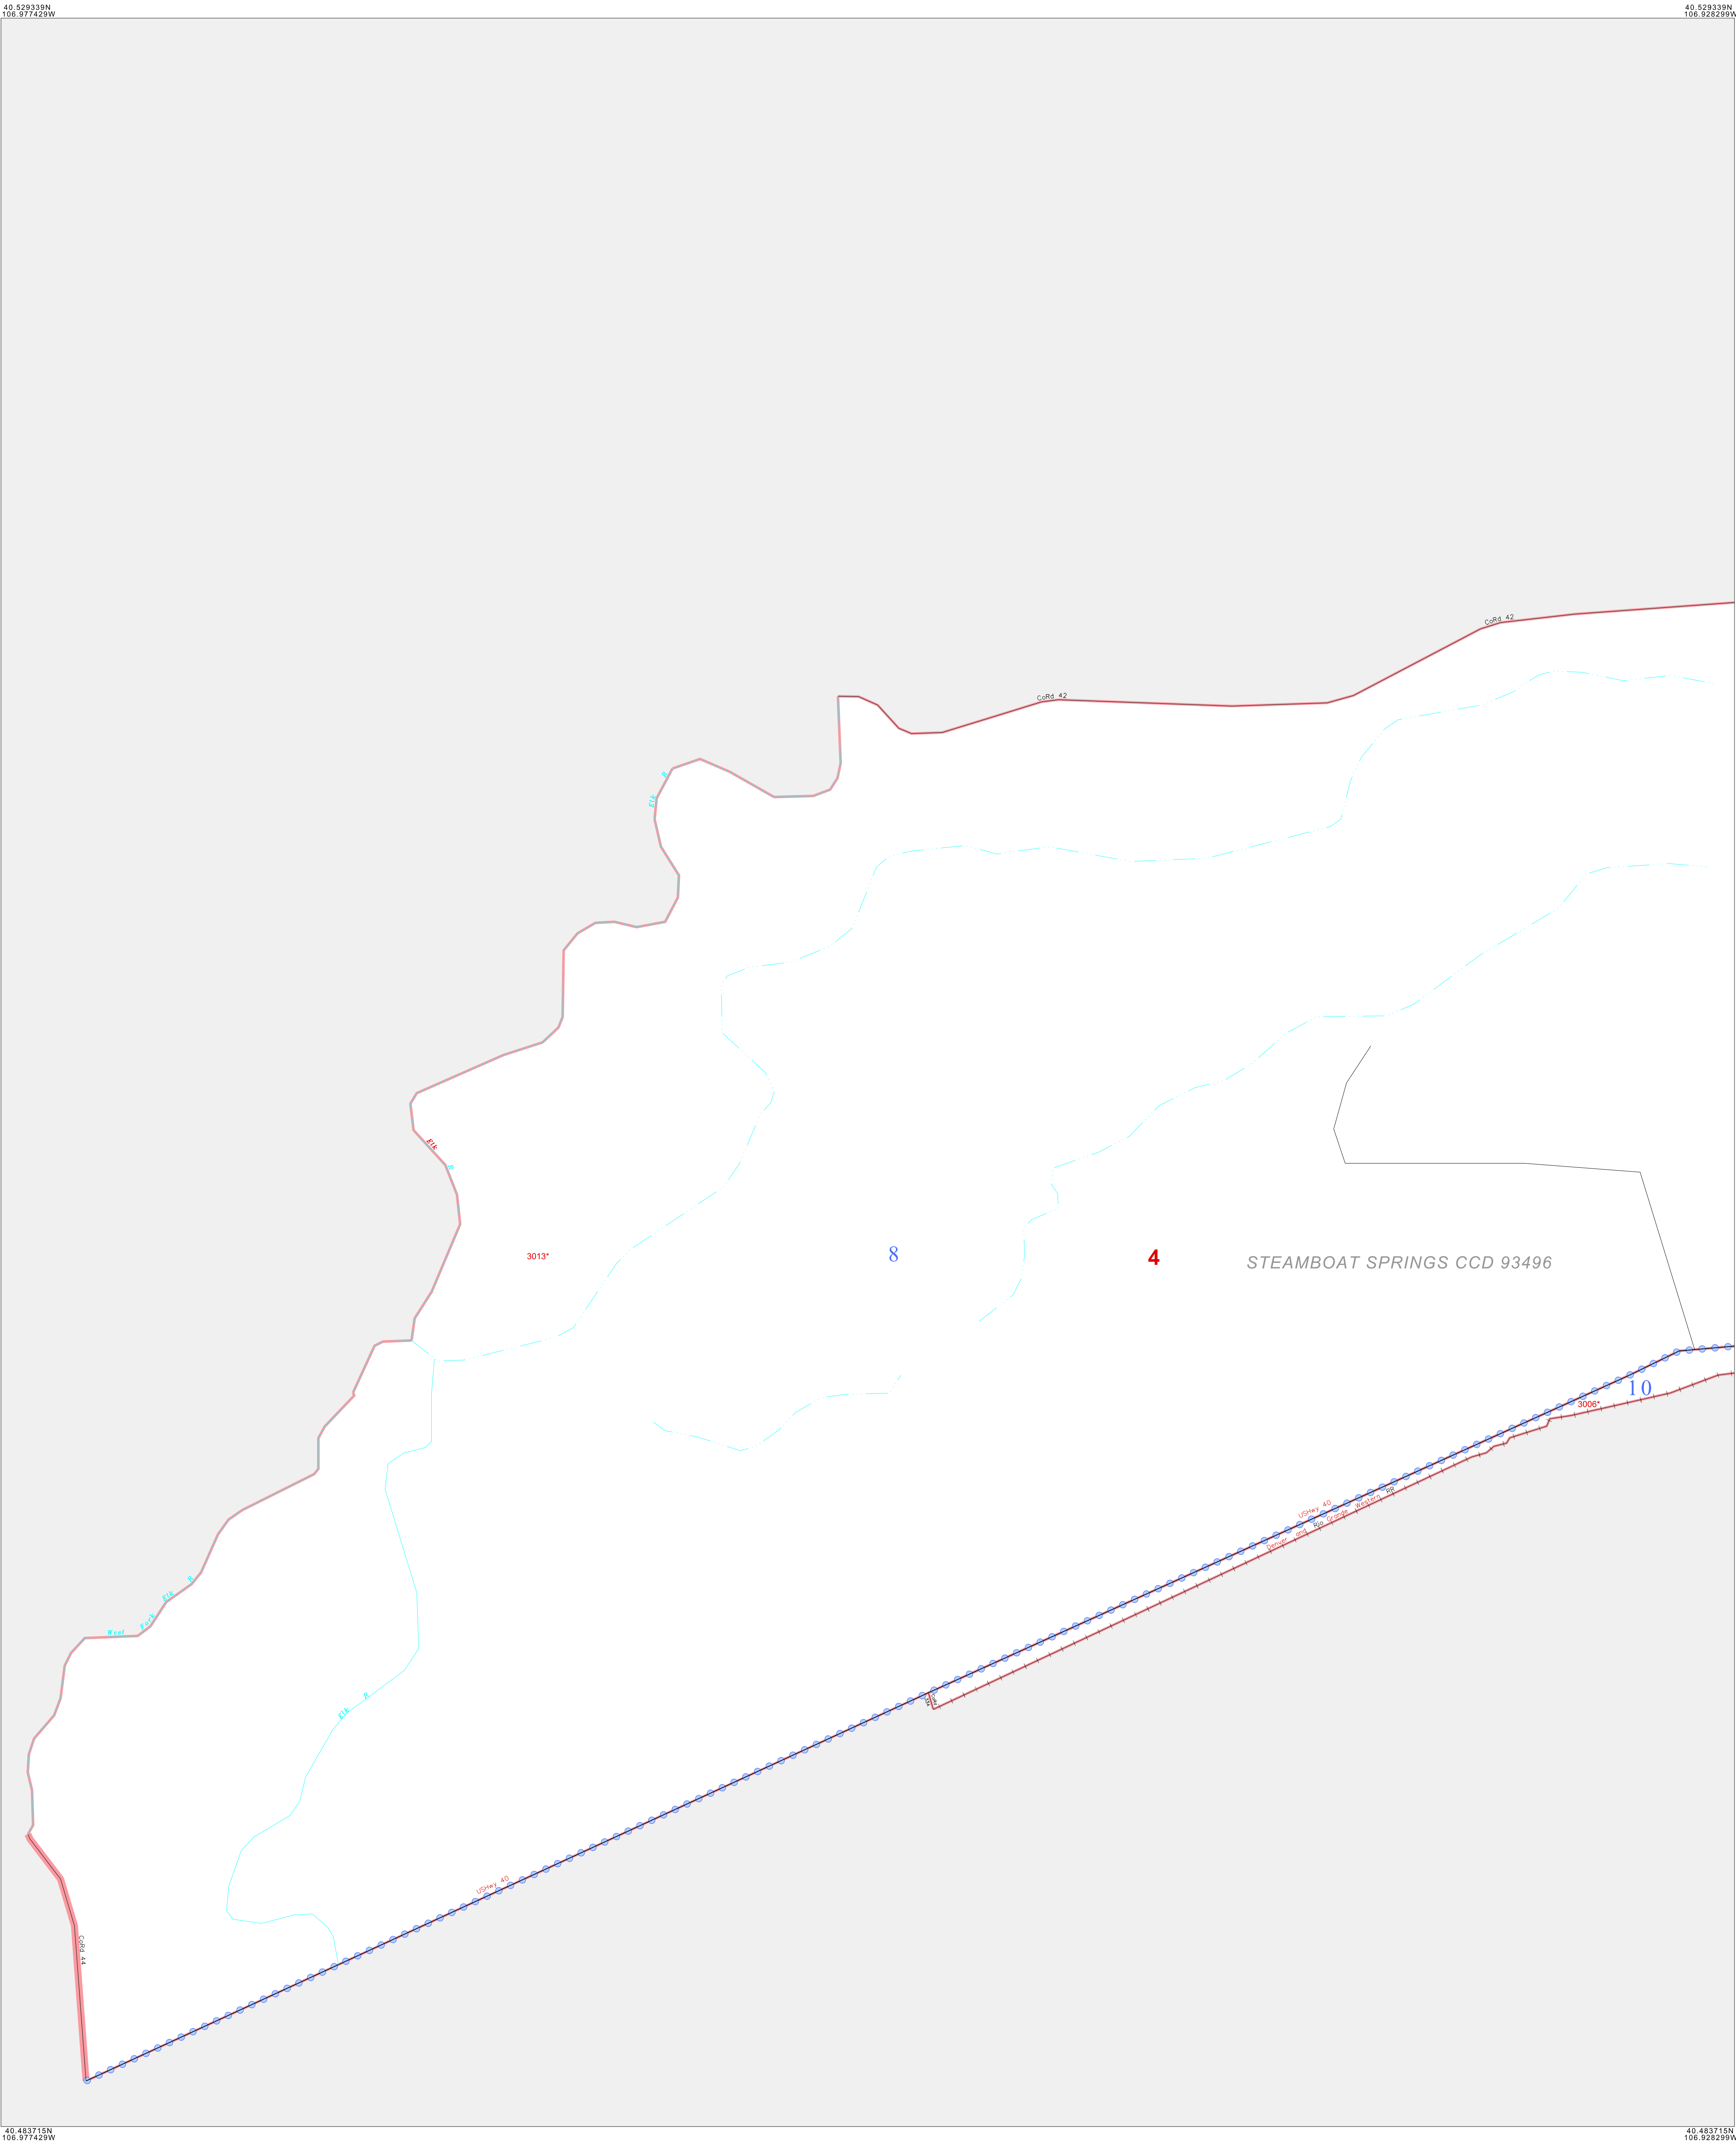 40.529339N
106.977429W
40.529339N
106.928299W
CoRd 42
CoRd 42
Elk R
Elk R
3013*
8
4
STEAMBOAT SPRINGS CCD 93496
10
3006*
USHwy 40
Denver and Rio Grande Western RR
West Fork Elk R
Elk R
USHwy 40
CoRd 44
40.483715N
106.977429W
40.483715N
106.928299W